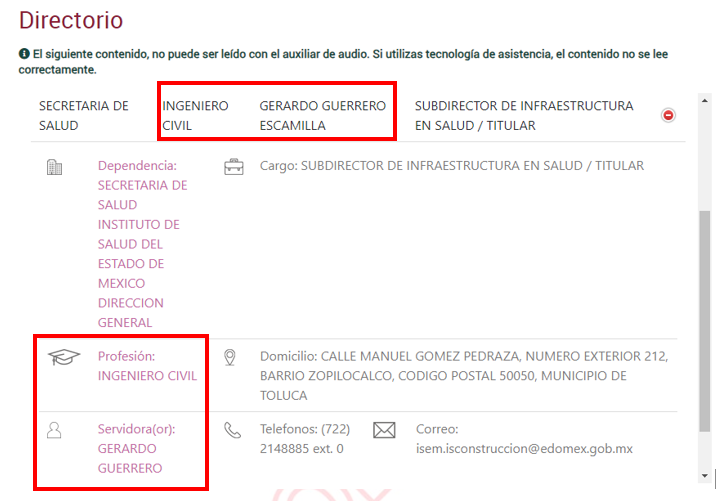 Directorio
El siguiente contenido, no puede ser leído con el auxiliar de audio. Si utilizas tecnología de asistencia, el contenido no se lee
correctamente.
SECRETARIA DE SALUD
INGENIERO CIVIL
GERARDO GUERRERO ESCAMILLA
SUBDIRECTOR DE INFRAESTRUCTURA EN SALUD / TITULAR
Dependencia:
SECRETARIA DE
SALUD
INSTITUTO DE
SALUD DEL
ESTADO DE
MEXICO
DIRECCION
GENERAL
Cargo: SUBDIRECTOR DE INFRAESTRUCTURA EN SALUD / TITULAR
Profesión:
INGENIERO CIVIL
Domicilio: CALLE MANUEL GOMEZ PEDRAZA, NUMERO EXTERIOR 212,
BARRIO ZOPILOCALCO, CODIGO POSTAL 50050, MUNICIPIO DE
TOLUCA
Servidora(or):
GERARDO
GUERRERO
Telefonos: (722)
2148885 ext. 0
Correo:
isem.isconstruccion@edomex.gob.mx